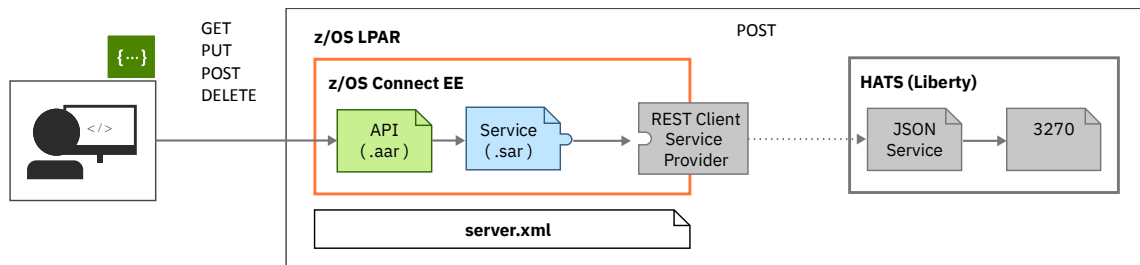 {···}
GET
PUT
POST
DELETE
</>
z/OS LPAR
POST
z/OS Connect EE
API
( .aar )
Service
( .sar )
REST Client
Service
Provider
HATS (Liberty)
JSON
Service
3270
server.xml